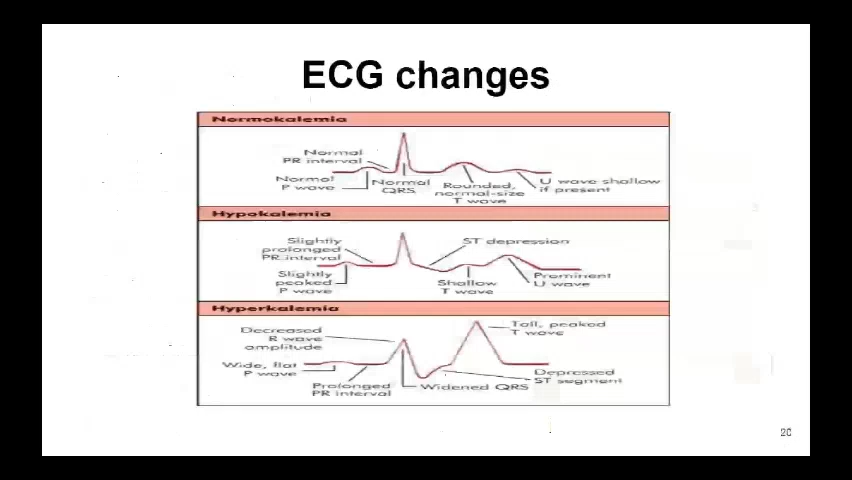 ECG changes
Normokalemia
Normal
PR interval
Normal
P wave
Normal
QRS
Rounded,
normal-size
T wave
U wave shallow
if present
Hypokalemia
Slightly
prolonged
PR interval
Slightly
peaked
P wave
ST depression
Shallow
T wave
Prominent
U wave
Hyperkalemia
Decreased
R wave
amplitude
Wide, flat
P wave
Prolonged
PR interval
Widened QRS
Tall, peaked
T wave
Depressed
ST segment
20